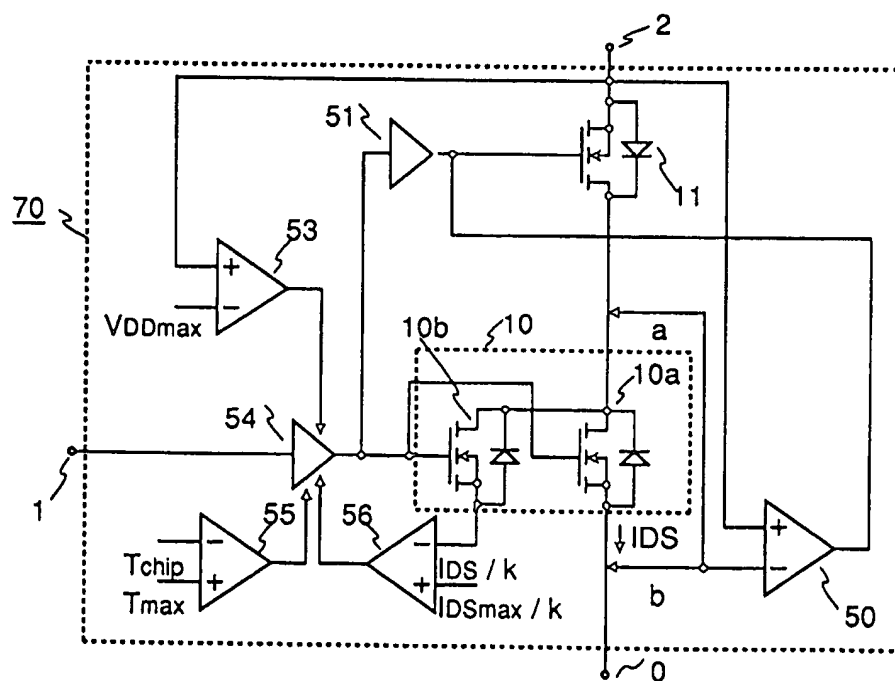 2
51
11
70
53
+
−
VDDmax
a
10b
10
10a
54
1
55
56
−
Tchip
+
Tmax
−
IDS / k
+
IDSmax / k
IDS
b
+
−
50
0